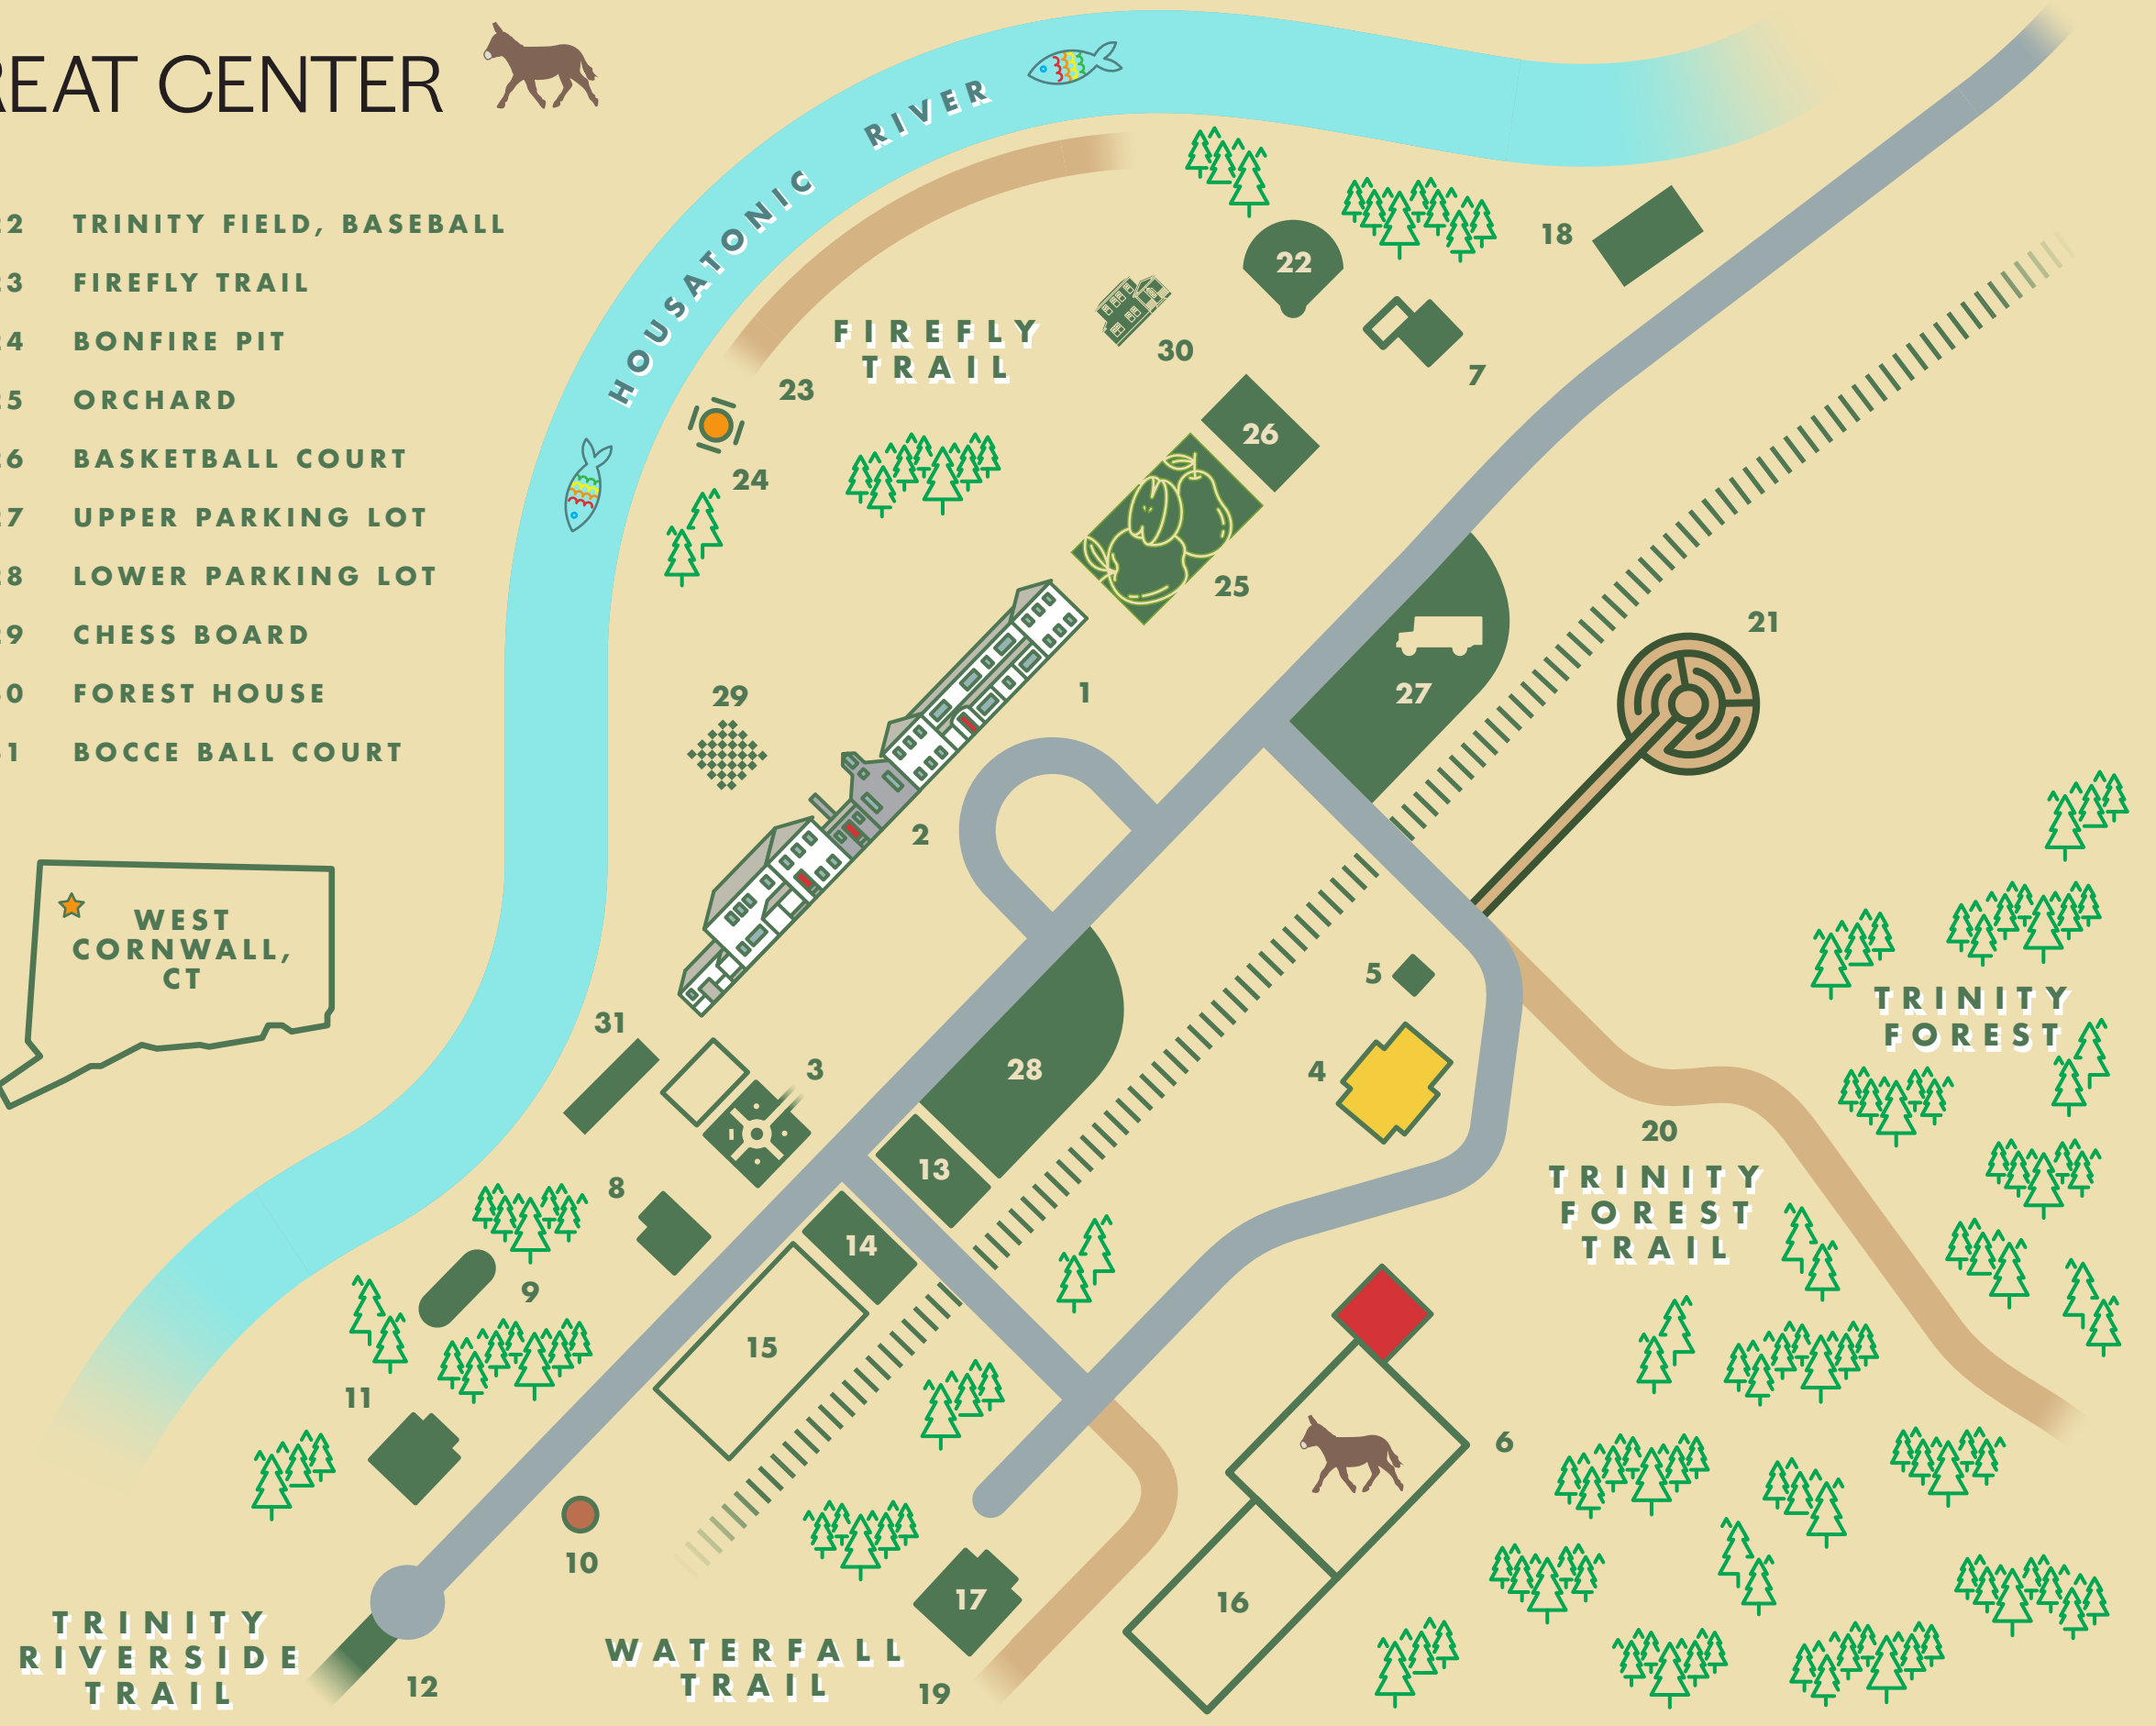 REAT CENTER
22 TRINITY FIELD, BASEBALL
23 FIREFLY TRAIL
24 BONFIRE PIT
25 ORCHARD
26 BASKETBALL COURT
27 UPPER PARKING LOT
28 LOWER PARKING LOT
29 CHESS BOARD
30 FOREST HOUSE
31 BOCCE BALL COURT
WEST
CORNWALL,
CT
HOUSATONIC RIVER
FIREFLY
TRAIL
22
18
30
7
23
26
24
25
21
29
1
27
2
5
TRINITY
FOREST
31
3
28
4
20
TRINITY
FOREST
TRAIL
13
8
14
9
15
11
6
10
17
16
TRINITY
RIVERSIDE
TRAIL
12
WATERFALL
TRAIL
19